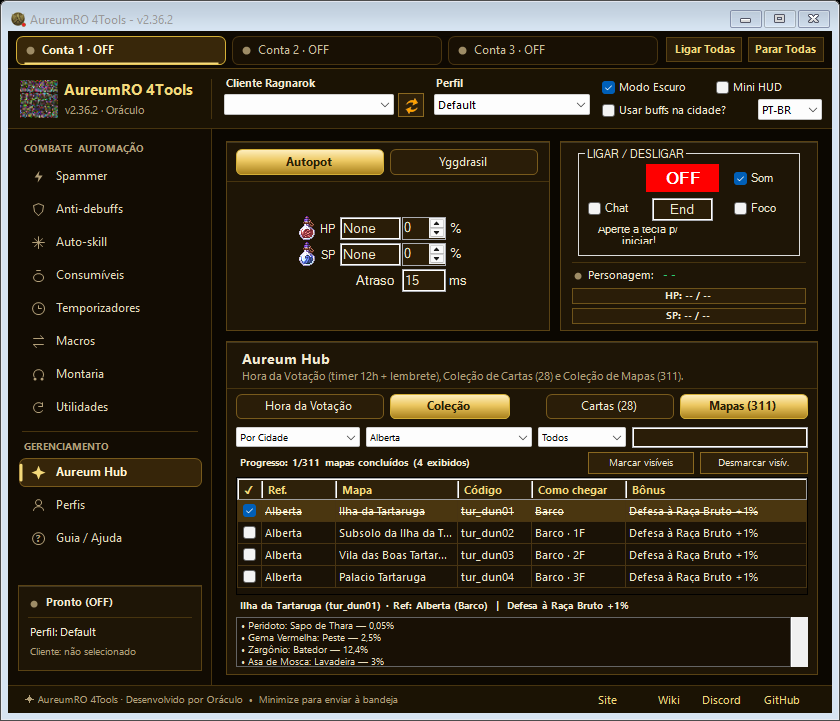 AureumRO 4Tools - v2.36.2
Conta 1 · OFF
Conta 2 · OFF
Conta 3 · OFF
Ligar Todas
Parar Todas
AureumRO 4Tools
v2.36.2 · Oráculo
Cliente Ragnarok
Perfil
Default
Modo Escuro
Mini HUD
Usar buffs na cidade?
PT-BR
COMBATE AUTOMAÇÃO
Spammer
Anti-debuffs
Auto-skill
Consumíveis
Temporizadores
Macros
Montaria
Utilidades
GERENCIAMENTO
Aureum Hub
Perfis
Guia / Ajuda
Pronto (OFF)
Perfil: Default
Cliente: não selecionado
Autopot
Yggdrasil
HP None 0 %
SP None 0 %
Atraso 15 ms
LIGAR / DESLIGAR
OFF
Som
Chat
End
Foco
Aperte a tecla p/
iniciar!
Personagem: - -
HP: -- / --
SP: -- / --
Aureum Hub
Hora da Votação (timer 12h + lembrete), Coleção de Cartas (28) e Coleção de Mapas (311).
Hora da Votação
Coleção
Cartas (28)
Mapas (311)
Por Cidade
Alberta
Todos
Progresso: 1/311 mapas concluídos (4 exibidos)
Marcar visíveis
Desmarcar visív.
✓ Ref. Mapa Código Como chegar Bônus
Alberta Ilha da Tartaruga tur_dun01 Barco Defesa à Raça Bruto +1%
Alberta Subsolo da Ilha da T... tur_dun02 Barco · 1F Defesa à Raça Bruto +1%
Alberta Vila das Boas Tartar... tur_dun03 Barco · 2F Defesa à Raça Bruto +1%
Alberta Palacio Tartaruga tur_dun04 Barco · 3F Defesa à Raça Bruto +1%
Ilha da Tartaruga (tur_dun01) · Ref: Alberta (Barco) | Defesa à Raça Bruto +1%
• Peridoto: Sapo de Thara — 0,05%
• Gema Vermelha: Peste — 2,5%
• Zargônio: Batedor — 12,4%
• Asa de Mosca: Lavadeira — 3%
AureumRO 4Tools · Desenvolvido por Oráculo • Minimize para enviar à bandeja
Site
Wiki
Discord
GitHub